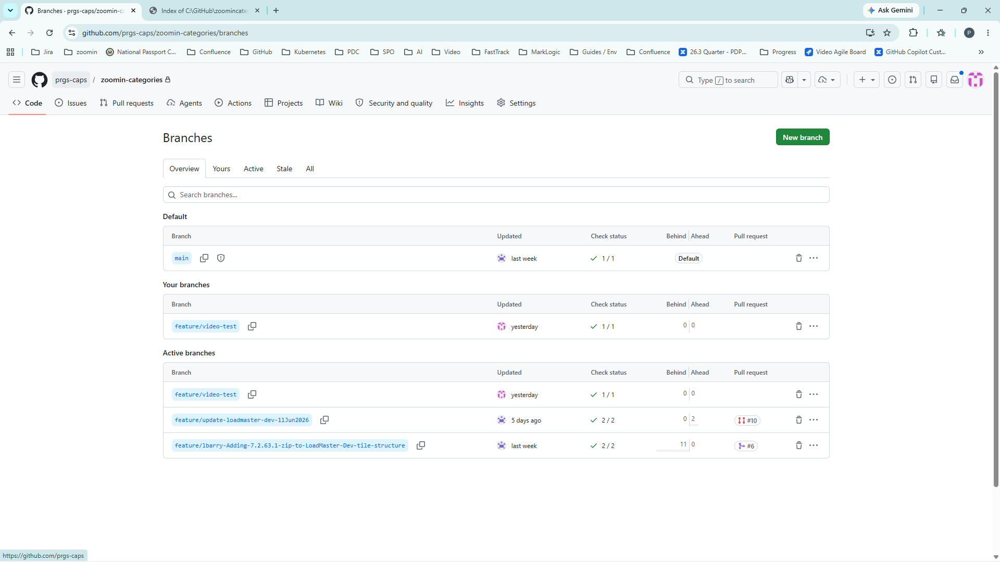 Branches · prgs-caps/zoomin-c
Index of C:\GitHub\zoomincate
Ask Gemini
github.com/prgs-caps/zoomin-categories/branches
P
Jira zoomin National Passport C... Confluence GitHub Kubernetes PDC SPO AI Video FastTrack MarkLogic Guides / Env Confluence 26.3 Quarter - PDP... Progress Video Agile Board GitHub Copilot Cust... »
prgs-caps / zoomin-categories
Type / to search
Code Issues Pull requests Agents Actions Projects Wiki Security and quality Insights Settings
Branches
New branch
Overview Yours Active Stale All
Search branches...
Default
Branch Updated Check status Behind Ahead Pull request
main last week 1 / 1 Default
Your branches
Branch Updated Check status Behind Ahead Pull request
feature/video-test yesterday 1 / 1 0 0
Active branches
Branch Updated Check status Behind Ahead Pull request
feature/video-test yesterday 1 / 1 0 0
feature/update-loadmaster-dev-11Jun2026 5 days ago 2 / 2 0 2 #10
feature/lbarry-Adding-7.2.63.1-zip-to-LoadMaster-Dev-tile-structure last week 2 / 2 11 0 #6
https://github.com/prgs-caps